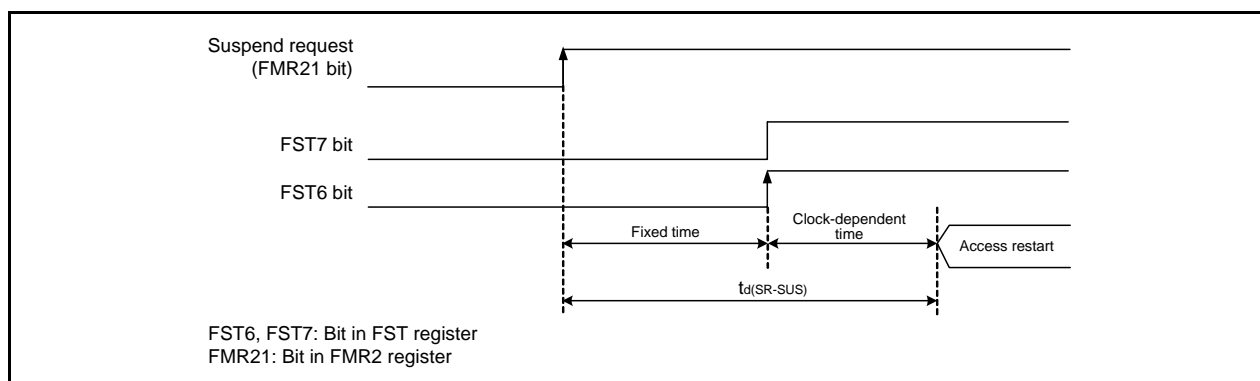 Suspend request
(FMR21 bit)
FST7 bit
FST6 bit
Fixed time
Clock-dependent
time
Access restart
td(SR-SUS)
FST6, FST7: Bit in FST register
FMR21: Bit in FMR2 register